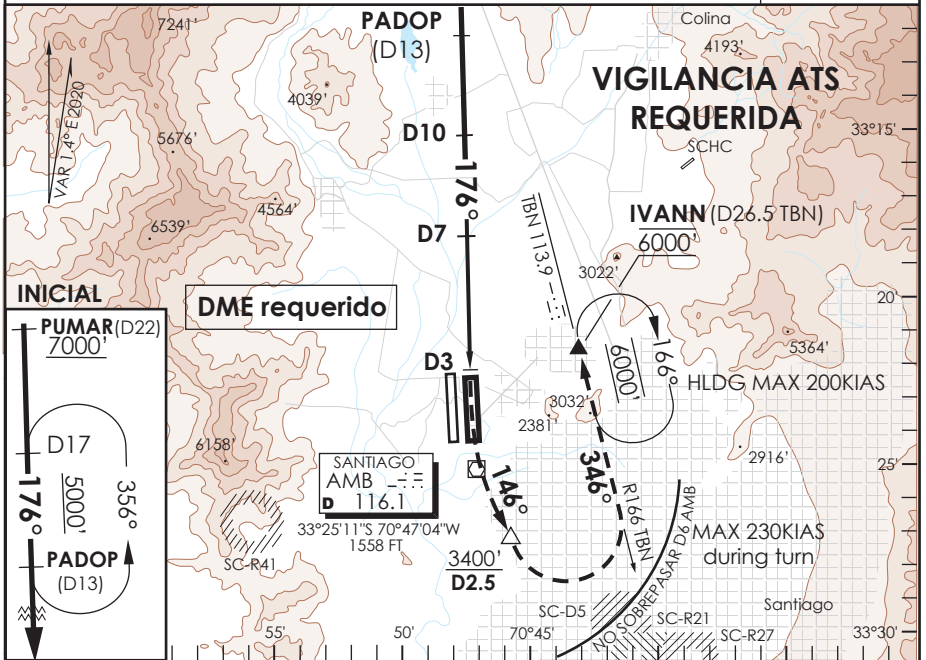 7241'
PADOP
(D13)
Colina
4193'
VIGILANCIA ATS
REQUERIDA
VAR 1.4° E 2020
4039'
D10
33°15'
5676'
SCHC
176°
4564'
TBN 113.9
IVANN (D26.5 TBN)
6000'
6539'
D7
3022'
INICIAL
DME requerido
20'
PUMAR (D22)
7000'
5364'
166°
6000'
D3
HLDG MAX 200KIAS
3032'
2381'
D17
6158'
2916'
SANTIAGO
AMB
D 116.1
25'
33°25'11"S 70°47'04"W
1558 FT
146°
346°
R166 TBN
176°
5000'
356°
MAX 230KIAS
during turn
3400'
D2.5
PADOP
(D13)
SC-R41
NO SOBREPASAR D6 AMB
SC-D5
SC-R21
Santiago
SC-R27
55'
50'
70°45'
33°30'